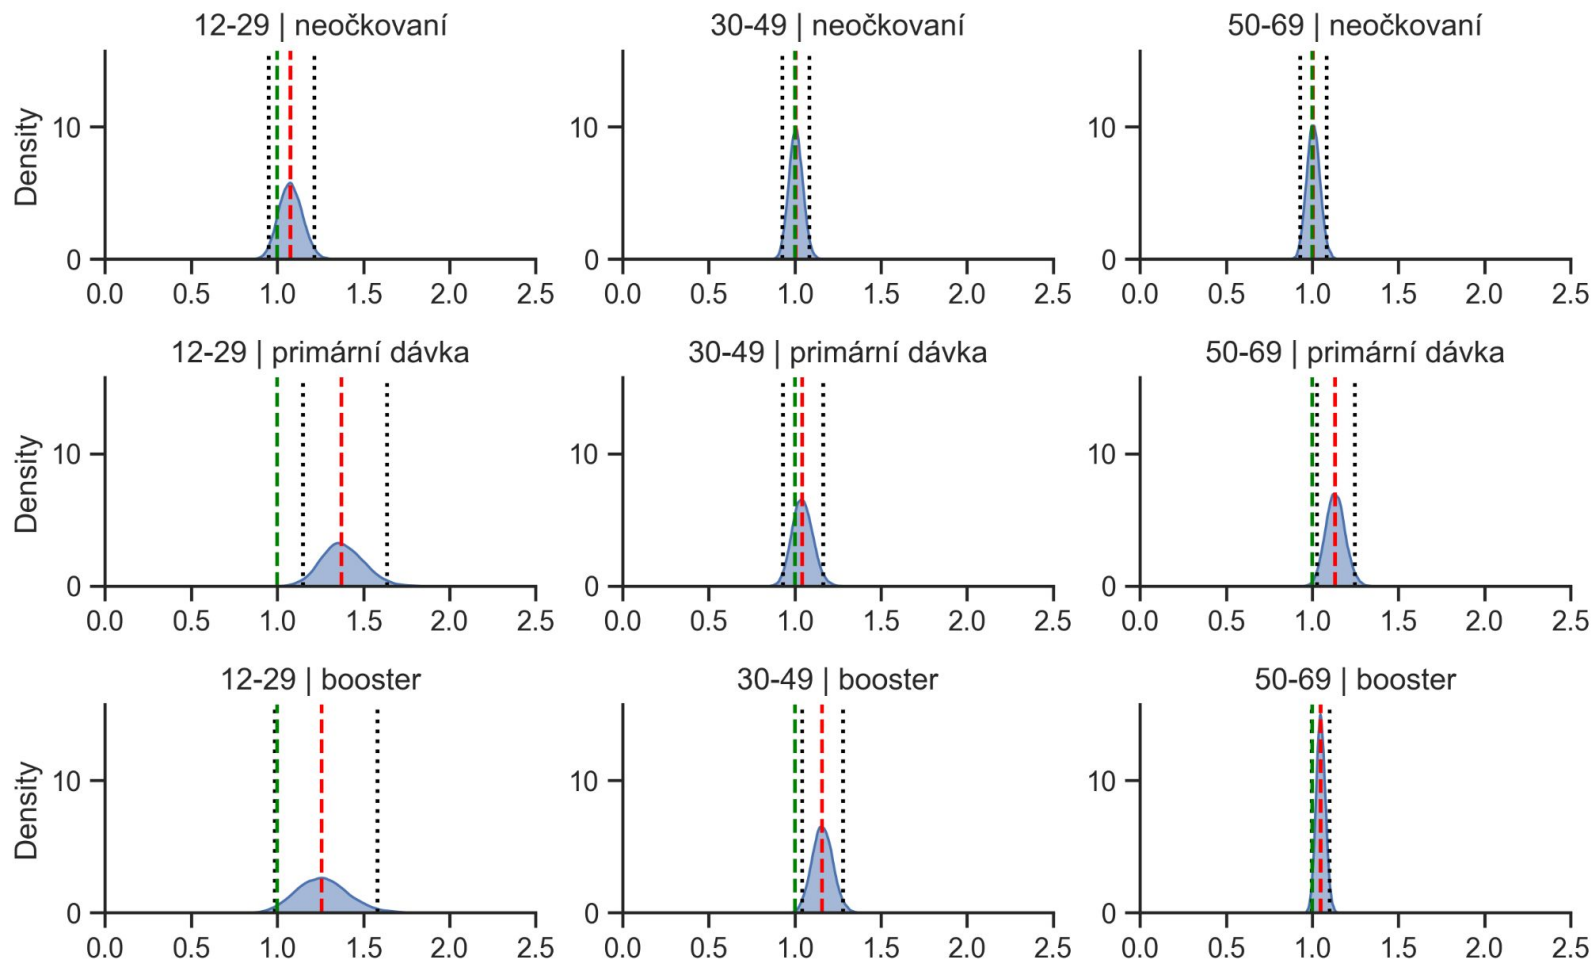 12-29 | neočkovaní
30-49 | neočkovaní
50-69 | neočkovaní
Density
10
0
0.0 0.5 1.0 1.5 2.0 2.5
10
0
0.0 0.5 1.0 1.5 2.0 2.5
10
0
0.0 0.5 1.0 1.5 2.0 2.5
12-29 | primární dávka
30-49 | primární dávka
50-69 | primární dávka
Density
10
0
0.0 0.5 1.0 1.5 2.0 2.5
10
0
0.0 0.5 1.0 1.5 2.0 2.5
10
0
0.0 0.5 1.0 1.5 2.0 2.5
12-29 | booster
30-49 | booster
50-69 | booster
Density
10
0
0.0 0.5 1.0 1.5 2.0 2.5
10
0
0.0 0.5 1.0 1.5 2.0 2.5
10
0
0.0 0.5 1.0 1.5 2.0 2.5